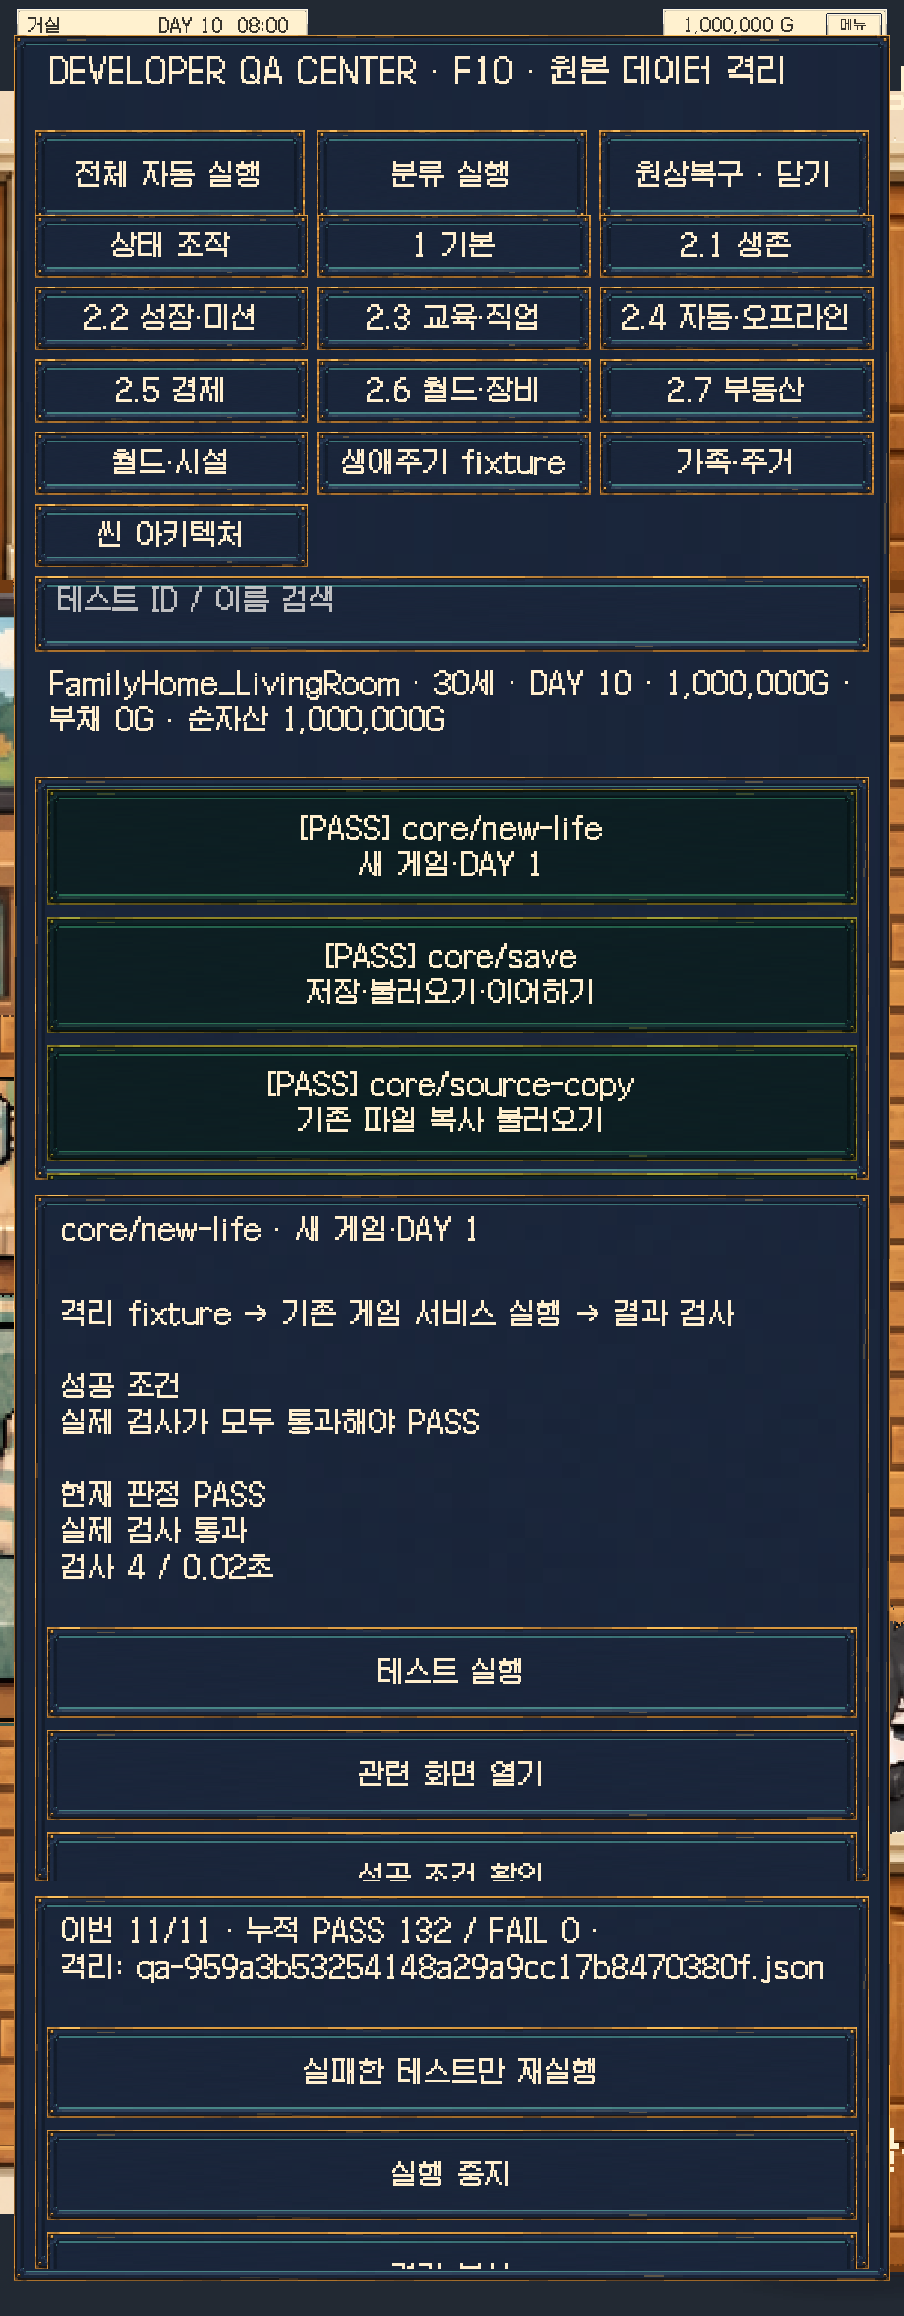 거실 DAY 10 08:00 1,000,000 G 메뉴
DEVELOPER QA CENTER · F10 · 원본 데이터 격리
전체 자동 실행 분류 실행 원상복구 · 닫기
상태 조작 1 기본 2.1 생존
2.2 성장·미션 2.3 교육·직업 2.4 자동·오프라인
2.5 경제 2.6 월드·장비 2.7 부동산
월드·시설 생애주기 fixture 가족·주거
씬 아키텍처
테스트 ID / 이름 검색
FamilyHome_LivingRoom · 30세 · DAY 10 · 1,000,000G ·
부채 0G · 순자산 1,000,000G
[PASS] core/new-life
새 게임·DAY 1
[PASS] core/save
저장·불러오기·이어하기
[PASS] core/source-copy
기존 파일 복사 불러오기
core/new-life · 새 게임·DAY 1
격리 fixture → 기존 게임 서비스 실행 → 결과 검사
성공 조건
실제 검사가 모두 통과해야 PASS
현재 판정 PASS
실제 검사 통과
검사 4 / 0.02초
테스트 실행
관련 화면 열기
성공 조건 확인
이번 11/11 · 누적 PASS 132 / FAIL 0 ·
격리: qa-959a3b53254148a29a9cc17b8470380f.json
실패한 테스트만 재실행
실행 중지